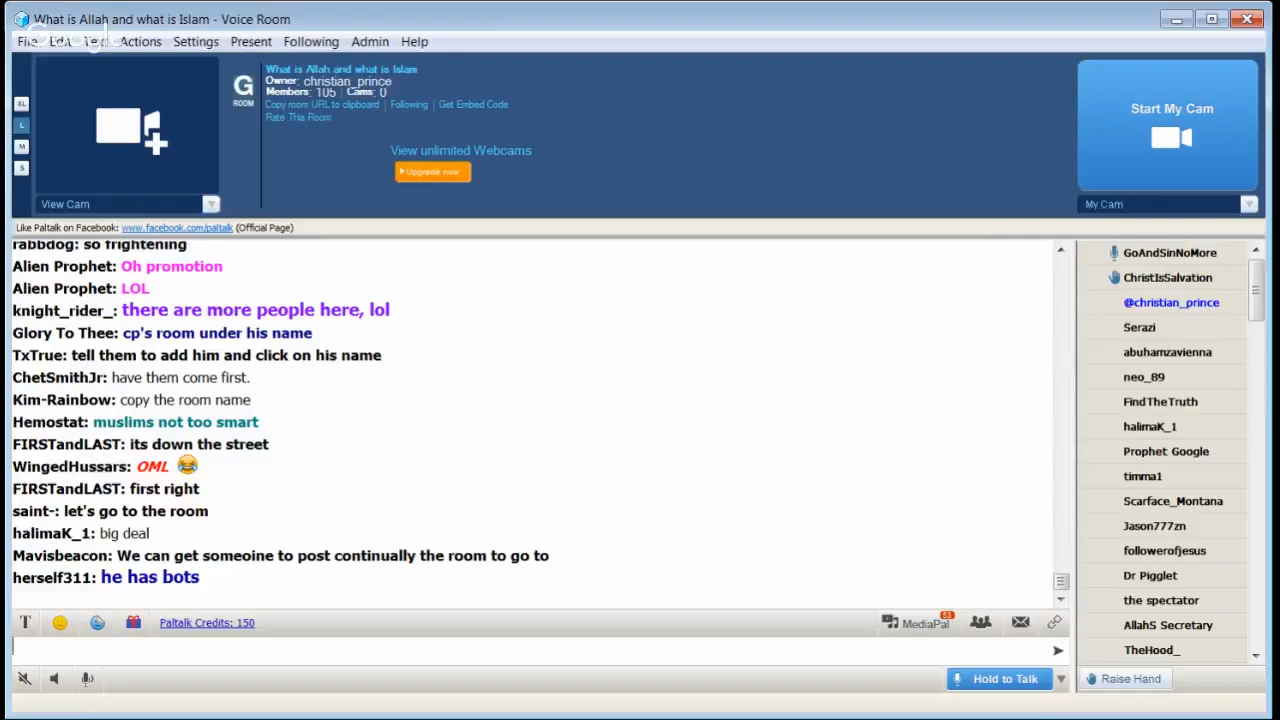 What is Allah and what is Islam - Voice Room
Google
File Edit Text Actions Settings Present Following Admin Help
XL
L
M
S
View Cam
G
ROOM
What is Allah and what is Islam
Owner: christian_prince
Members: 105 | Cams: 0
Copy room URL to clipboard | Following | Get Embed Code
Rate This Room
View unlimited Webcams
Upgrade now
Start My Cam
My Cam
Like Paltalk on Facebook: www.facebook.com/paltalk (Official Page)
rabbdog: so frightening
Alien Prophet: Oh promotion
Alien Prophet: LOL
knight_rider_: there are more people here, lol
Glory To Thee: cp's room under his name
TxTrue: tell them to add him and click on his name
ChetSmithJr: have them come first.
Kim-Rainbow: copy the room name
Hemostat: muslims not too smart
FIRSTandLAST: its down the street
WingedHussars: OML 😂
FIRSTandLAST: first right
saint-: let's go to the room
halimaK_1: big deal
Mavisbeacon: We can get someoine to post continually the room to go to
herself311: he has bots
GoAndSinNoMore
ChristIsSalvation
@christian_prince
Serazi
abuhamzavienna
neo_89
FindTheTruth
halimaK_1
Prophet Google
timma1
Scarface_Montana
Jason777zn
followerofjesus
Dr Pigglet
the spectator
AllahS Secretary
TheHood_
T
Paltalk Credits: 150
MediaPal 53
Hold to Talk
Raise Hand